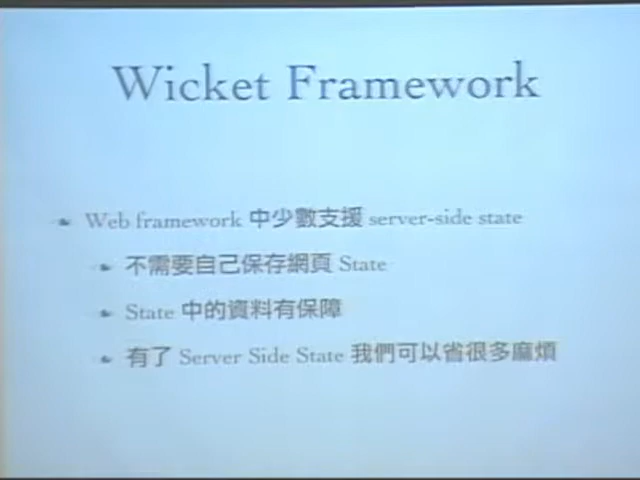 Wicket Framework
Web framework 中少數支援 server-side state
不需要自己保存網頁 State
State 中的資料有保障
有了 Server Side State 我們可以省很多麻煩